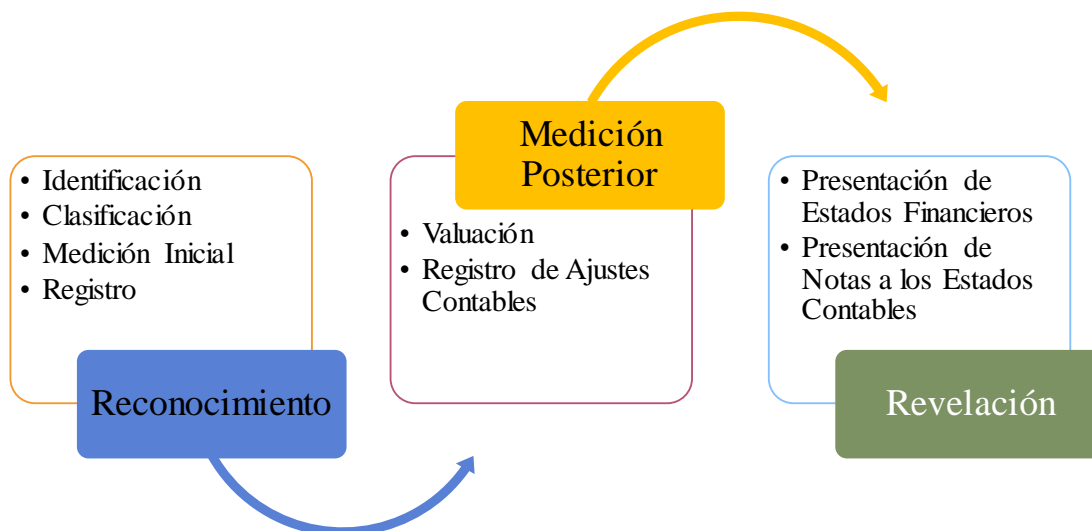 • Identificación
• Clasificación
• Medición Inicial
• Registro
Reconocimiento
Medición
Posterior
• Valuación
• Registro de Ajustes
Contables
• Presentación de
Estados Financieros
• Presentación de
Notas a los Estados
Contables
Revelación